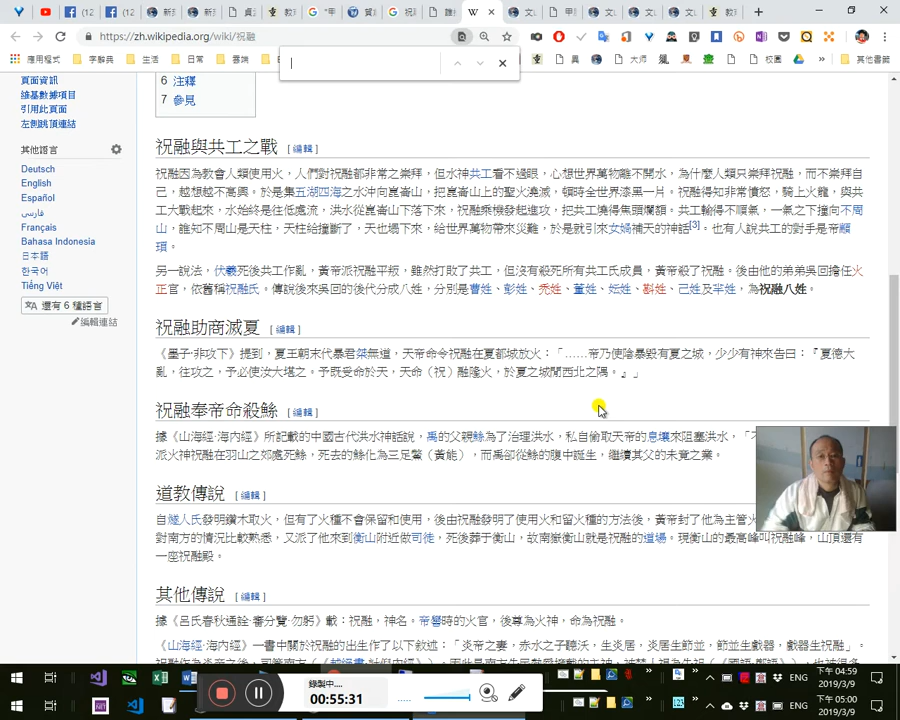 (12
(12
新
新
貞
教
"甲
質
祝
W
文
甲
文
文
文
教
https://zh.wikipedia.org/wiki/祝融
應用程式
字辭典
生活
日常
雲端
異
大师
校園
其他書籤
頁面資訊
維基數據項目
引用此頁面
左側跳頂連結
其他語言
Deutsch
English
Español
فارسی
Français
Bahasa Indonesia
日本語
한국어
Tiếng Việt
還有 6 種語言
編輯連結
6 注釋
7 參見
祝融與共工之戰 [編輯]
祝融因為教會人類使用火，人們對祝融都非常之崇拜，但水神共工看不過眼，心想世界萬物離不開水，為什麼人類只崇拜祝融，而不崇拜自
己，越想越不高興。於是集五湖四海之水沖向崑崙山，把崑崙山上的聖火澆滅，頓時全世界漆黑一片。祝融得知非常憤怒，騎上火龍，與共
工大戰起來，水始終是往低處流，洪水從崑崙山下落下來，祝融乘機發起進攻，把共工燒得焦頭爛額。共工輸得不順氣，一氣之下撞向不周
山，誰知不周山是天柱，天柱給撞斷了，天也塌下來，給世界萬物帶來災難，於是就引來女媧補天的神話[3]。也有人說共工的對手是帝顓
頊。
另一說法，伏羲死後共工作亂，黃帝派祝融平叛，雖然打敗了共工，但沒有殺死所有共工氏成員，黃帝殺了祝融。後由他的弟弟吳回擔任火
正官，依舊稱祝融氏。傳說後來吳回的後代分成八姓，分別是曹姓、彭姓、禿姓、董姓、妘姓、斟姓、己姓及羋姓，為祝融八姓。
祝融助商滅夏 [編輯]
《墨子·非攻下》提到，夏王朝末代暴君桀無道，天帝命令祝融在夏都城放火：「……帝乃使陰暴毀有夏之城，少少有神來告曰：『夏德大
亂，往攻之，予必使汝大堪之。予既受命於天，天命（祝）融隆火，於夏之城閒西北之隅。』」
祝融奉帝命殺鯀 [編輯]
據《山海經·海內經》所記載的中國古代洪水神話說，禹的父親鯀為了治理洪水，私自偷取天帝的息壤來阻塞洪水，「
派火神祝融在羽山之郊處死鯀，死去的鯀化為三足鱉（黃能），而禹卻從鯀的腹中誕生，繼續其父的未竟之業。
道教傳說 [編輯]
自燧人氏發明鑽木取火，但有了火種不會保留和使用，後由祝融發明了使用火和留火種的方法後，黃帝封了他為主管
對南方的情況比較熟悉，又派了他來到衡山附近做司徒，死後葬于衡山，故南嶽衡山就是祝融的道場。現衡山的最高峰叫祝融峰，山頂還有
一座祝融殿。
其他傳說 [編輯]
據《呂氏春秋通詮·審分覽·勿躬》載：祝融，神名。帝嚳時的火官，後尊為火神，命為祝融。
《山海經·海內經》一書中關於祝融的出生作了以下敘述：「炎帝之妻，赤水之子聽訞，生炎居，炎居生節並，節並生戲器，戲器生祝融」。
錄製中....
00:55:31
ENG
下午 04:59
2019/3/9
ENG
下午 05:00
2019/3/9